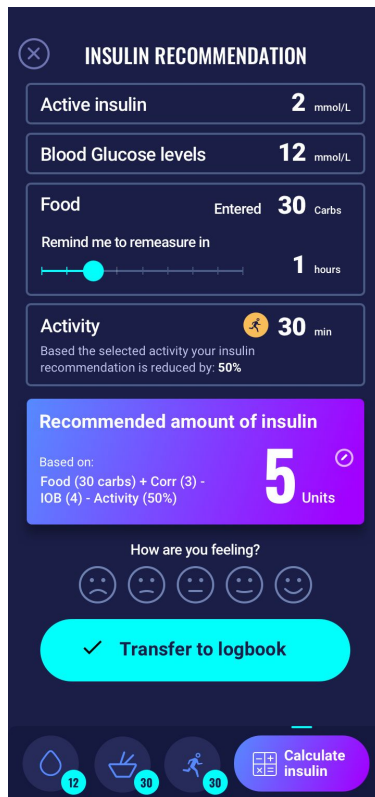 INSULIN RECOMMENDATION
Active insulin 2 mmol/L
Blood Glucose levels 12 mmol/L
Food Entered 30 Carbs
Remind me to remeasure in
1 hours
Activity 30 min
Based the selected activity your insulin
recommendation is reduced by: 50%
Recommended amount of insulin
Based on:
Food (30 carbs) + Corr (3) -
IOB (4) - Activity (50%)
5 Units
How are you feeling?
Transfer to logbook
12 30 30
Calculate
insulin